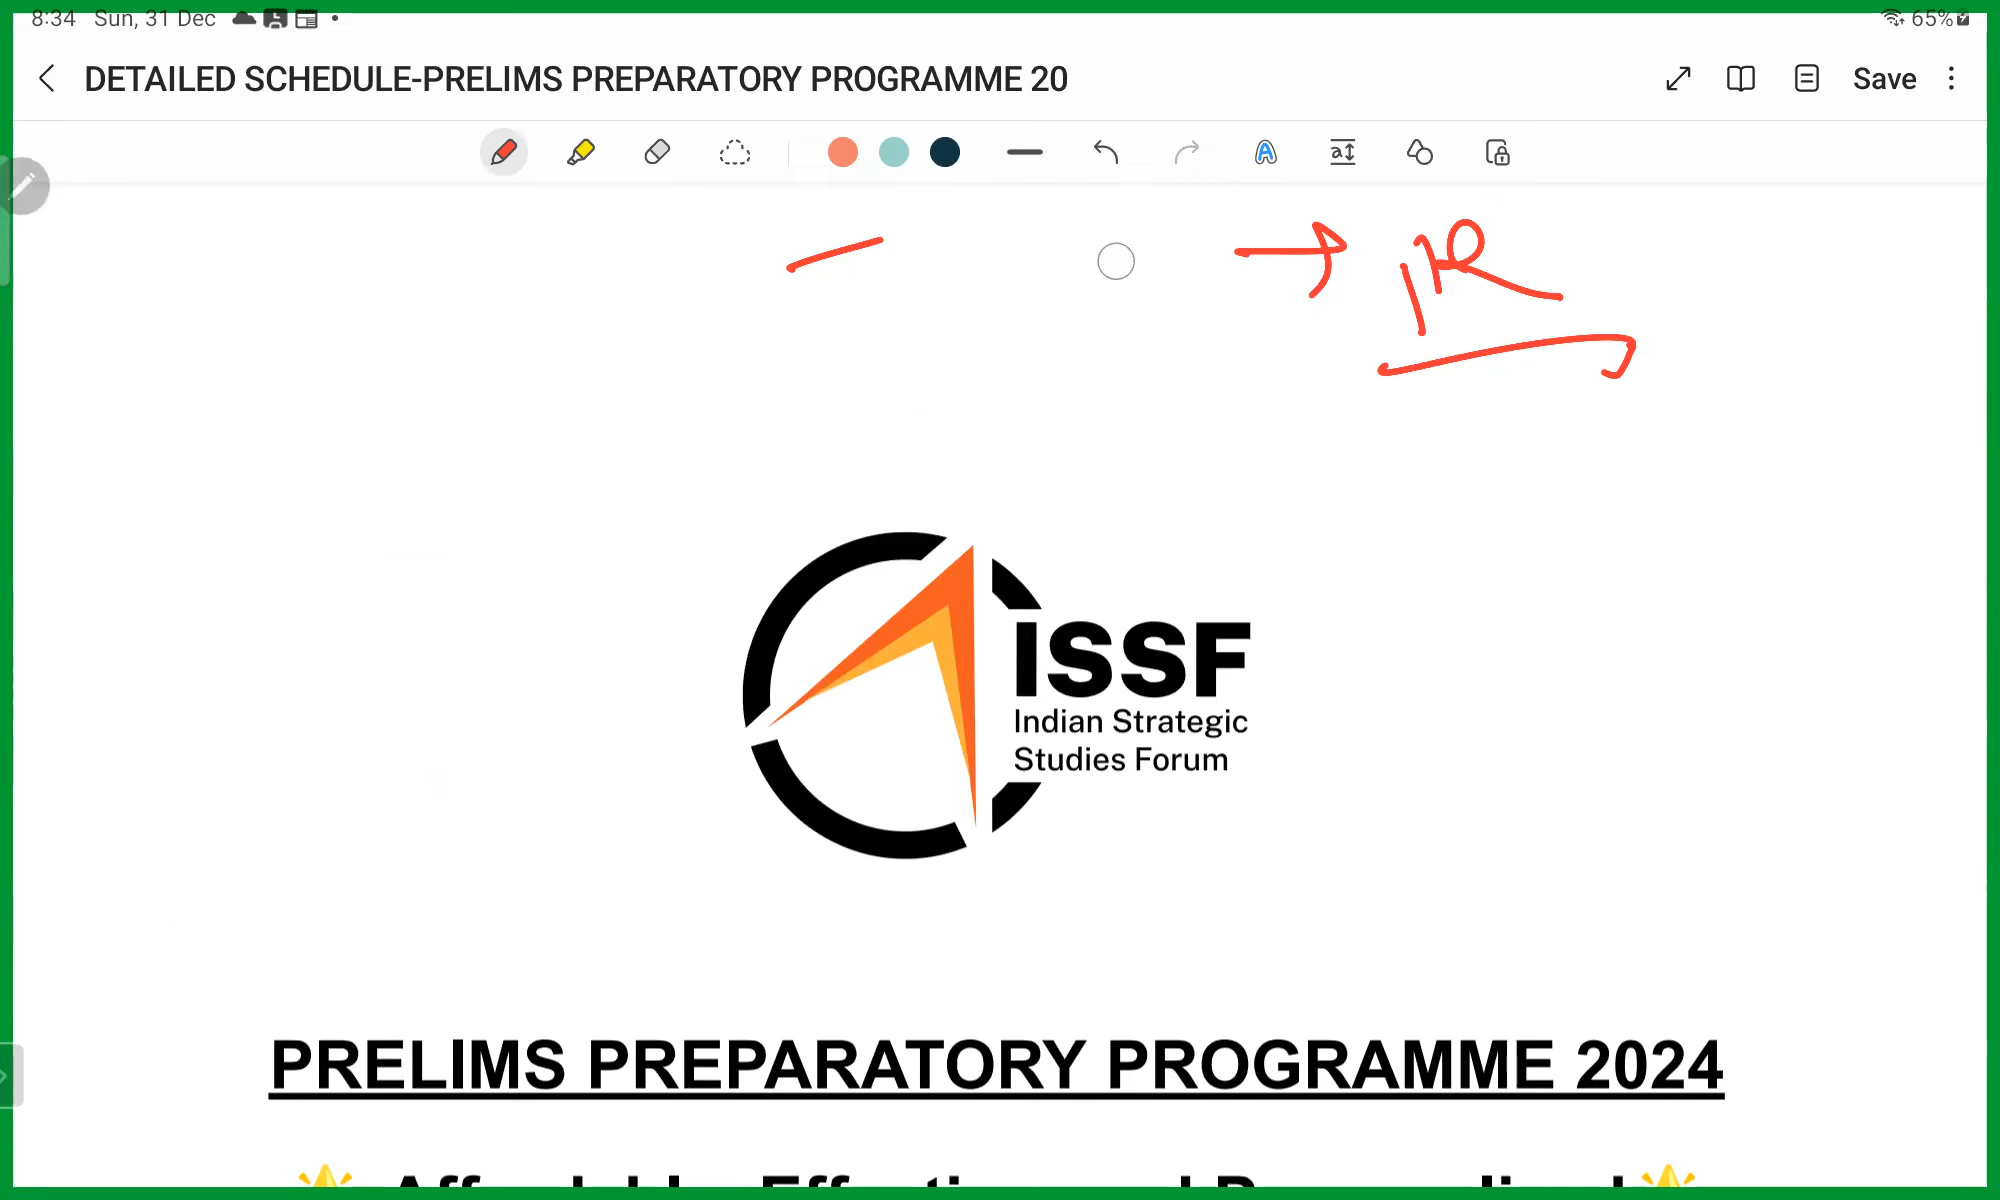 8:34 Sun, 31 Dec
65%
DETAILED SCHEDULE-PRELIMS PREPARATORY PROGRAMME 20
Save
IR
ISSF
Indian Strategic
Studies Forum
PRELIMS PREPARATORY PROGRAMME 2024